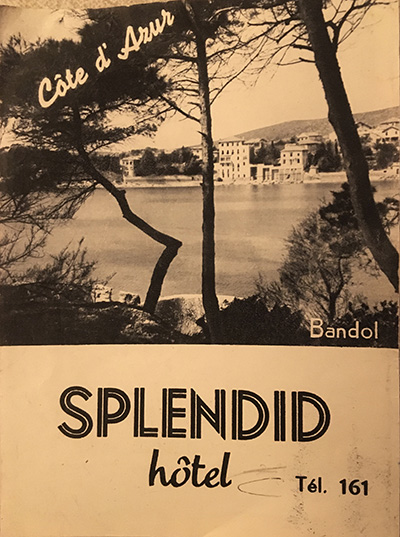 Côte d'Azur
Bandol
SPLENDID
hôtel
Tél. 161